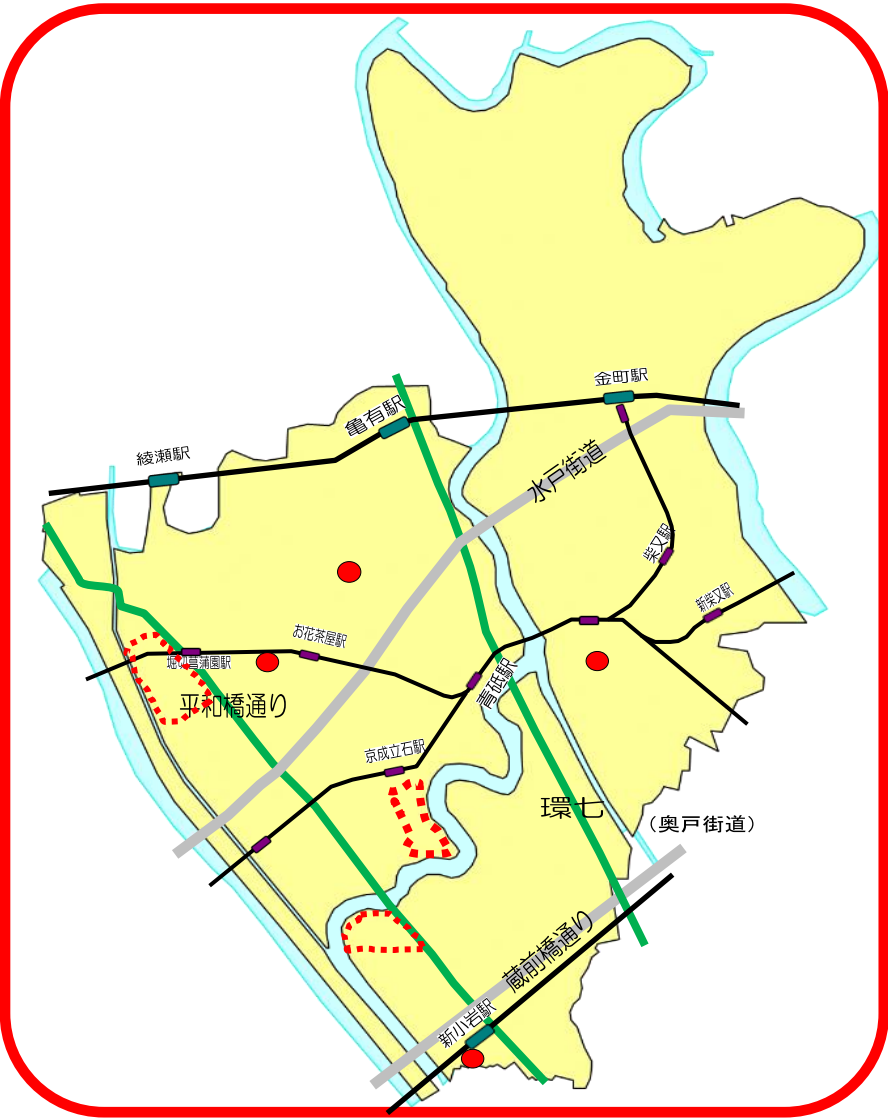 金町駅
亀有駅
綾瀬駅
水戸街道
柴又駅
新柴又駅
お花茶屋駅
堀切菖蒲園駅
青砥駅
平和橋通り
京成立石駅
環七
(奥戸街道)
蔵前橋通り
新小岩駅